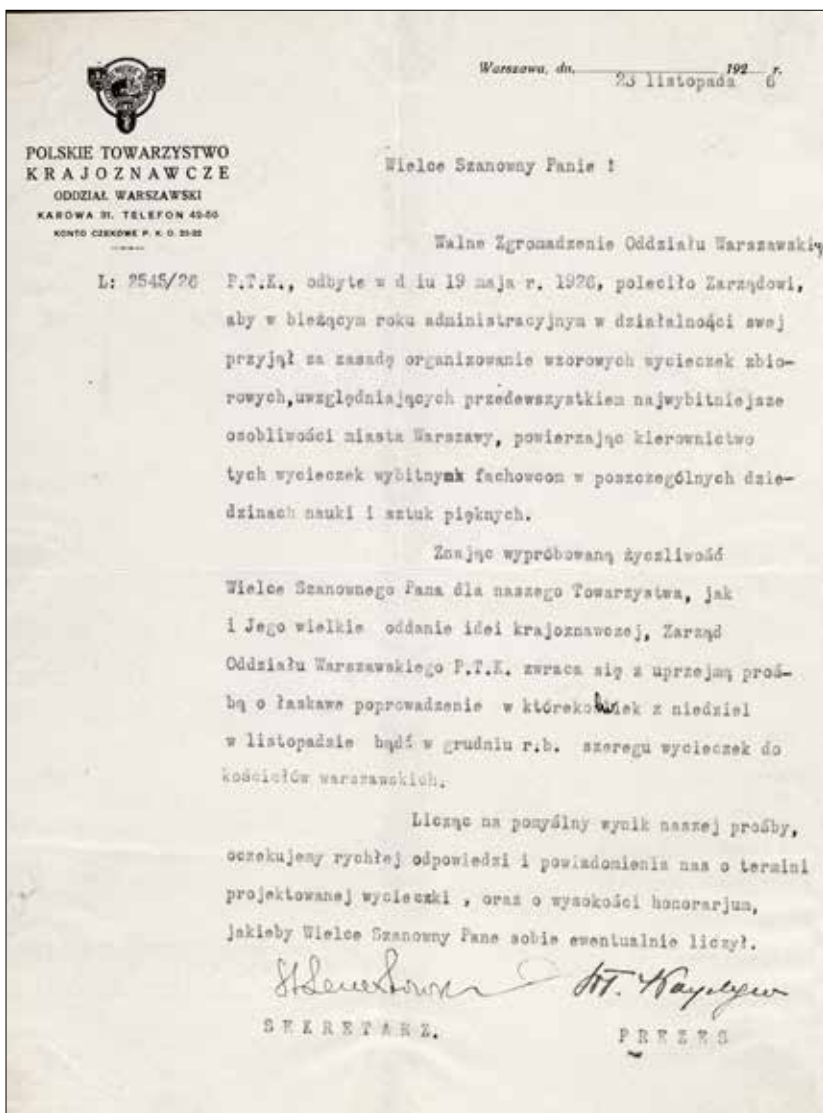 Warszawa, dn. 192 r.
23 listopada 6
POLSKIE TOWARZYSTWO
KRAJOZNAWCZE
ODDZIAŁ WARSZAWSKI
KAROWA 31. TELEFON 42-50
KONTO CZEKOWE P. K. O. 21-22
Wielce Szanowny Panie !
Walne Zgromadzenie Oddziału Warszawski
L: 2545/26 P.T.K., odbyte w d iu 19 maja r. 1926, poleciło Zarządowi,
aby w bieżącym roku administracyjnym w działalności swej
przyjął za zasadę organizowanie wzorowych wycieczek zbio-
rowych,uwzględniających przedewszystkiem najwybitniejsze
osobliwości miasta Warszawy, powierzając kierownictwo
tych wycieczek wybitnym fachowcom w poszczególnych dzie-
dzinach nauki i sztuk pięknych.
Znając wypróbowaną życzliwość
Wielce Szanownego Pana dla naszego Towarzystwa, jak
i Jego wielkie oddanie idei krajoznawczej, Zarząd
Oddziału Warszawskiego P.T.K. zwraca się z uprzejmą proś-
bą o łaskawe poprowadzenie w którekolwiek z niedziel
w listopadzie bądź w grudniu r.b. szeregu wycieczek do
kościołów warszawskich.
Licząc na pomyślny wynik naszej prośby,
oczekujemy rychłej odpowiedzi i powiadomienia nas o termini
projektowanej wycieczki , oraz o wysokości honorarjum,
jakieby Wielce Szanowny Pane sobie ewentualnie liczył.
SEKRETARZ. PREZES